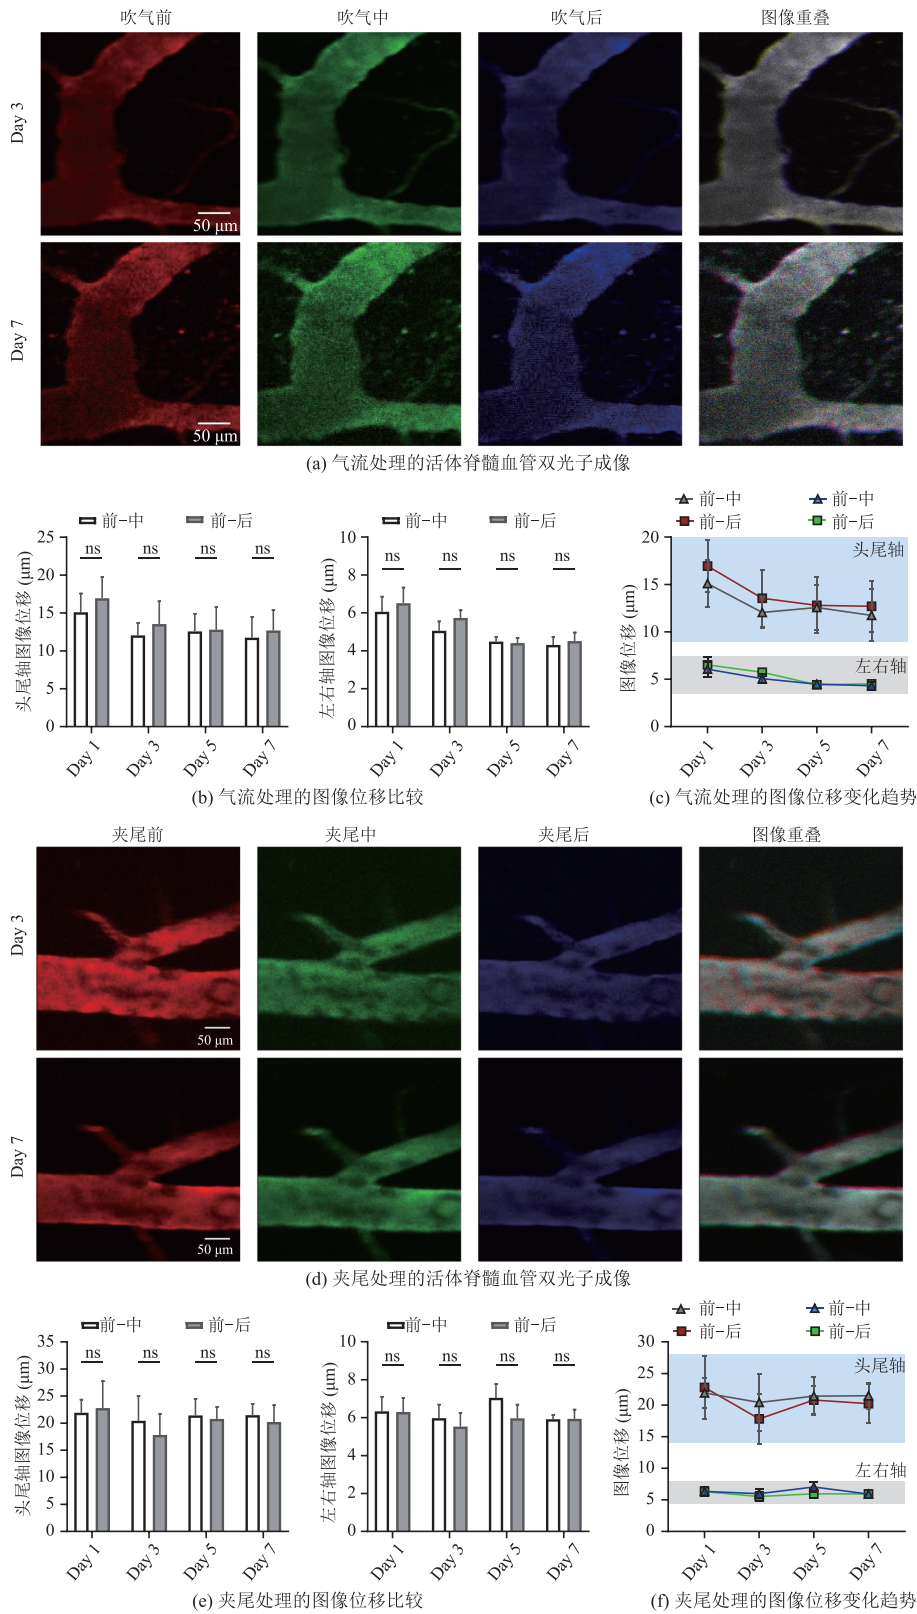 吹气前 吹气中 吹气后 图像重叠
Day 3
50 μm
Day 7
50 μm
(a) 气流处理的活体脊髓血管双光子成像
前-中 前-后
头尾轴图像位移 (μm)
25
20
15
10
5
0
ns ns ns ns
Day 1 Day 3 Day 5 Day 7
前-中 前-后
左右轴图像位移 (μm)
10
8
6
4
2
0
ns ns ns ns
Day 1 Day 3 Day 5 Day 7
(b) 气流处理的图像位移比较
前-中 前-中
前-后 前-后
图像位移 (μm)
20
15
10
5
0
头尾轴
左右轴
Day 1 Day 3 Day 5 Day 7
(c) 气流处理的图像位移变化趋势
夹尾前 夹尾中 夹尾后 图像重叠
Day 3
50 μm
Day 7
50 μm
(d) 夹尾处理的活体脊髓血管双光子成像
前-中 前-后
头尾轴图像位移 (μm)
35
30
25
20
15
10
5
0
ns ns ns ns
Day 1 Day 3 Day 5 Day 7
前-中 前-后
左右轴图像位移 (μm)
10
8
6
4
2
0
ns ns ns ns
Day 1 Day 3 Day 5 Day 7
(e) 夹尾处理的图像位移比较
前-中 前-中
前-后 前-后
图像位移 (μm)
30
25
20
15
10
5
0
头尾轴
左右轴
Day 1 Day 3 Day 5 Day 7
(f) 夹尾处理的图像位移变化趋势